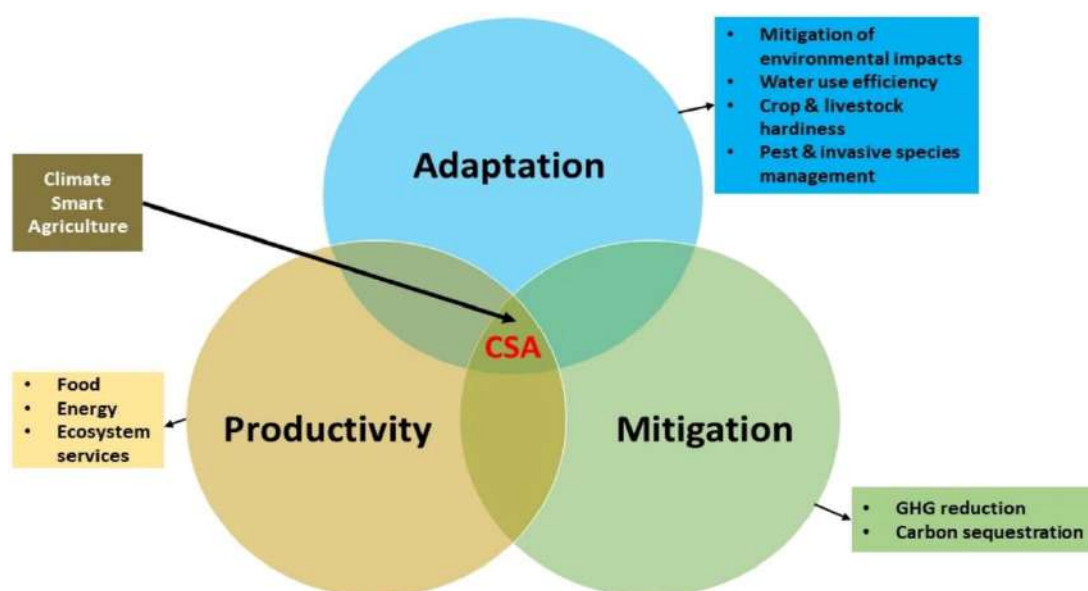 • Mitigation of
environmental impacts
• Water use efficiency
• Crop & livestock
hardiness
• Pest & invasive species
management
Adaptation
Climate
Smart
Agriculture
CSA
• Food
• Energy
• Ecosystem
services
Productivity
Mitigation
• GHG reduction
• Carbon sequestration